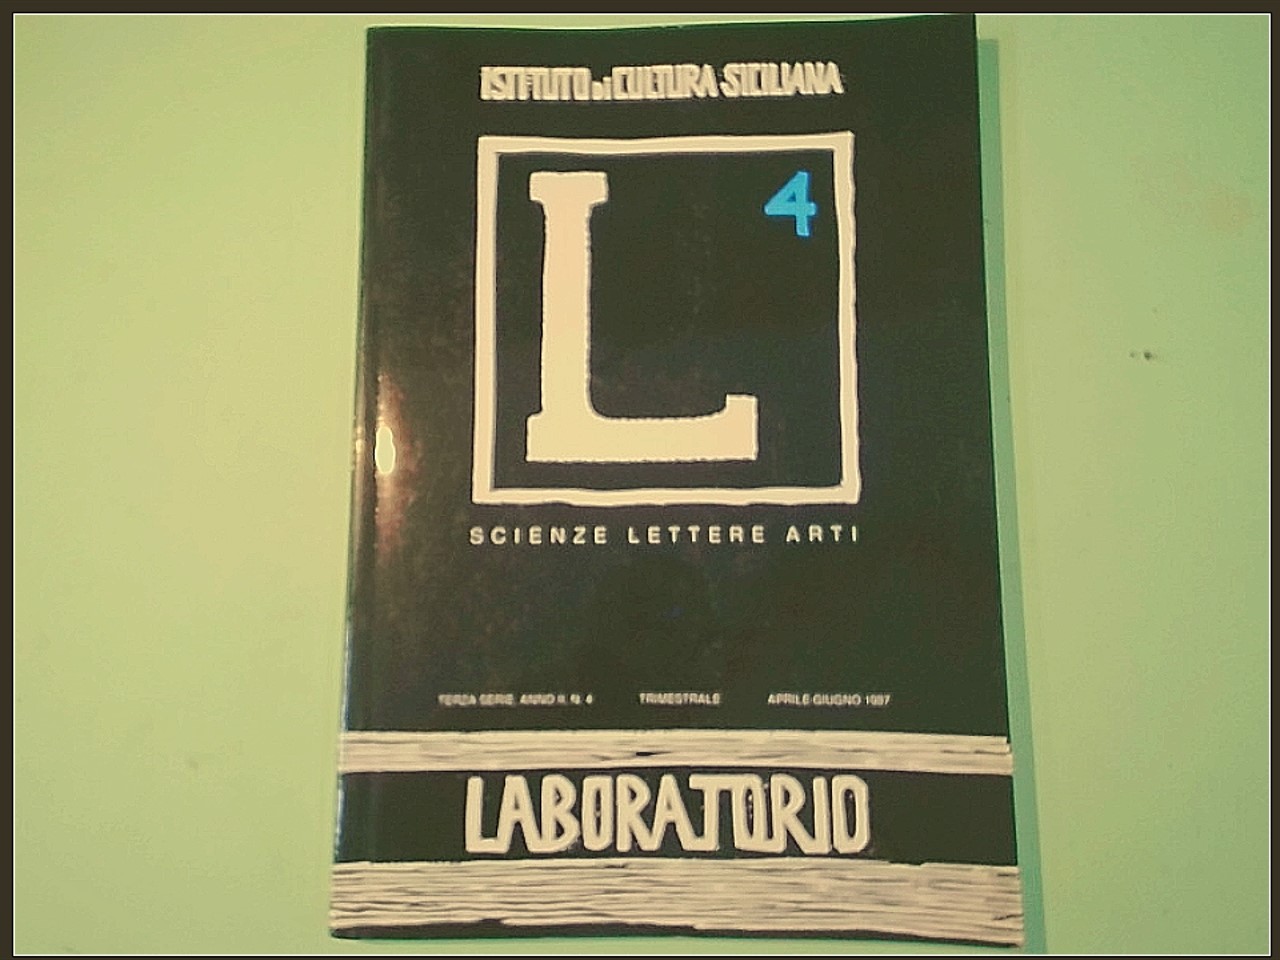 ISTITUTO DI CULTURA SICILIANA
L 4
SCIENZE LETTERE ARTI
TERZA SERIE ANNO II, N. 4 TRIMESTRALE APRILE-GIUGNO 1997
LABORATORIO